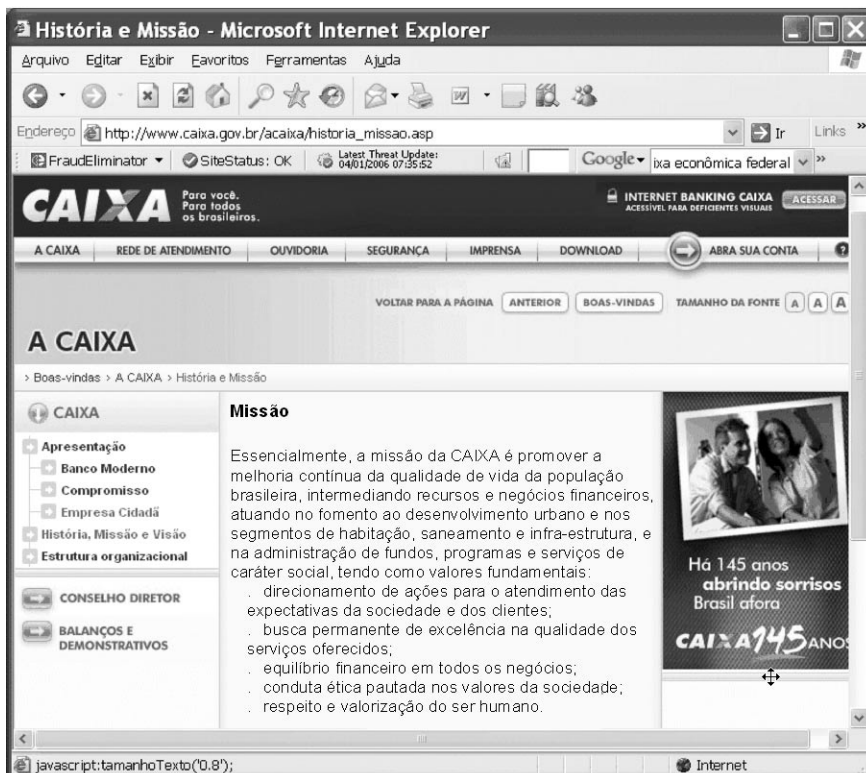 História e Missão - Microsoft Internet Explorer
Arquivo Editar Exibir Favoritos Ferramentas Ajuda
Endereço http://www.caixa.gov.br/acaixa/historia_missao.asp Ir Links »
FraudEliminator SiteStatus: OK Latest Threat Update: 04/01/2006 07:35:52 Google ixa econômica federal »
CAIXA Para você. Para todos os brasileiros.
INTERNET BANKING CAIXA ACESSAR
ACESSÍVEL PARA DEFICIENTES VISUAIS
A CAIXA REDE DE ATENDIMENTO OUVIDORIA SEGURANÇA IMPRENSA DOWNLOAD ABRA SUA CONTA ?
VOLTAR PARA A PÁGINA ANTERIOR BOAS-VINDAS TAMANHO DA FONTE A A A
A CAIXA
> Boas-vindas > A CAIXA > História e Missão
CAIXA
Apresentação
Banco Moderno
Compromisso
Empresa Cidadã
História, Missão e Visão
Estrutura organizacional
CONSELHO DIRETOR
BALANÇOS E
DEMONSTRATIVOS
Missão
Essencialmente, a missão da CAIXA é promover a
melhoria contínua da qualidade de vida da população
brasileira, intermediando recursos e negócios financeiros,
atuando no fomento ao desenvolvimento urbano e nos
segmentos de habitação, saneamento e infra-estrutura, e
na administração de fundos, programas e serviços de
caráter social, tendo como valores fundamentais:
. direcionamento de ações para o atendimento das
expectativas da sociedade e dos clientes;
. busca permanente de excelência na qualidade dos
serviços oferecidos;
. equilíbrio financeiro em todos os negócios;
. conduta ética pautada nos valores da sociedade;
. respeito e valorização do ser humano.
Há 145 anos
abrindo sorrisos
Brasil afora
CAIXA 145 ANOS
javascript:tamanhoTexto('0.8'); Internet